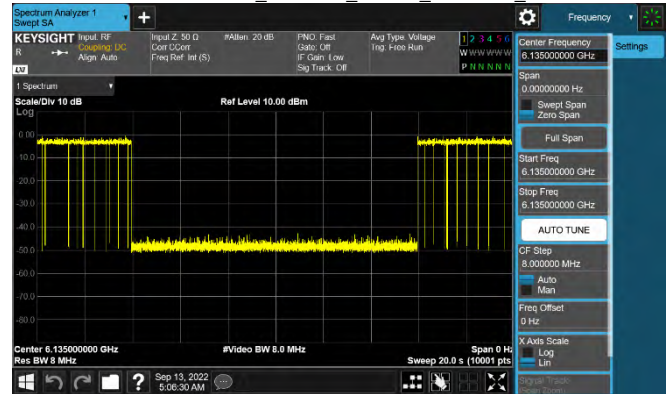 Spectrum Analyzer 1
Swept SA
+
Frequency
KEYSIGHT
R
LXI
Input: RF
Coupling: DC
Align: Auto
Input Z: 50 Ω
Corr CCorr
Freq Ref: Int (S)
#Atten: 20 dB
PNO: Fast
Gate: Off
IF Gain: Low
Sig Track: Off
Avg Type: Voltage
Trig: Free Run
1 2 3 4 5 6
W W W W W W
P N N N N N
1 Spectrum
Scale/Div 10 dB
Ref Level 10.00 dBm
Log
0.00
-10.0
-20.0
-30.0
-40.0
-50.0
-60.0
-70.0
-80.0
Center 6.135000000 GHz
#Video BW 8.0 MHz
Span 0 Hz
Res BW 8 MHz
Sweep 20.0 s (10001 pts
?
Sep 13, 2022
5:06:30 AM
Center Frequency
6.135000000 GHz
Settings
Span
0.00000000 Hz
Swept Span
Zero Span
Full Span
Start Freq
6.135000000 GHz
Stop Freq
6.135000000 GHz
AUTO TUNE
CF Step
8.000000 MHz
Auto
Man
Freq Offset
0 Hz
X Axis Scale
Log
Lin
Signal Track